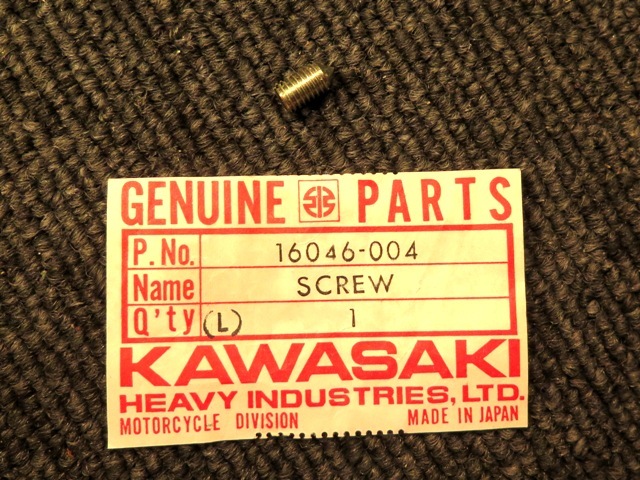 GENUINE PARTS
P. No. 16046-004
Name SCREW
Q'ty (L) 1
KAWASAKI
HEAVY INDUSTRIES, LTD.
MOTORCYCLE DIVISION MADE IN JAPAN